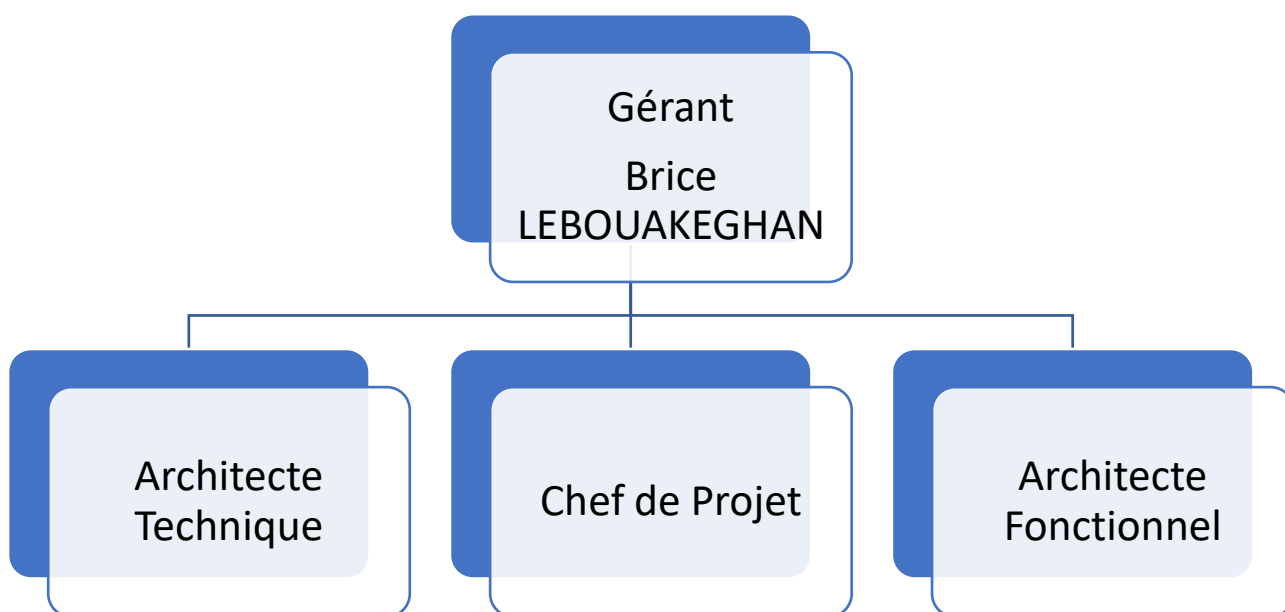 Gérant
Brice
LEBOUAKEGHAN
Architecte
Technique
Chef de Projet
Architecte
Fonctionnel